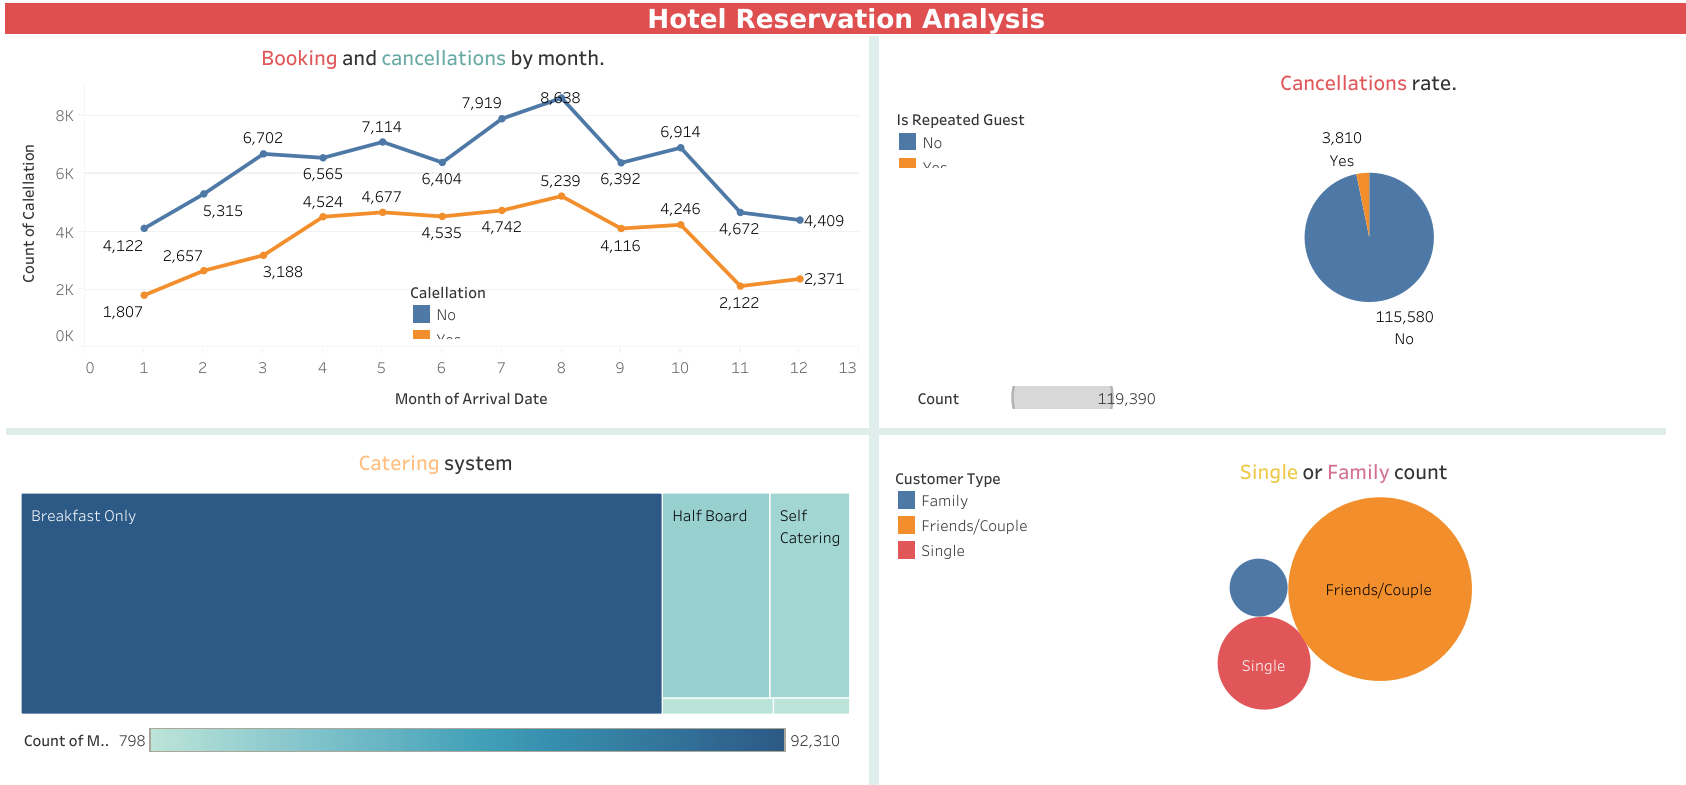 Hotel Reservation Analysis
Booking and cancellations by month.
Count of Calellation
8K
6K
4K
2K
0K
4,122
5,315
6,702
6,565
7,114
6,404
7,919
8,638
6,392
6,914
4,672
4,409
1,807
2,657
3,188
4,524
4,677
4,535
4,742
5,239
4,116
4,246
2,122
2,371
Calellation
No
Yes
0 1 2 3 4 5 6 7 8 9 10 11 12 13
Month of Arrival Date
Cancellations rate.
Is Repeated Guest
No
Yes
3,810
Yes
115,580
No
Count 119,390
Catering system
Breakfast Only
Half Board
Self
Catering
Count of M.. 798 92,310
Single or Family count
Customer Type
Family
Friends/Couple
Single
Friends/Couple
Single